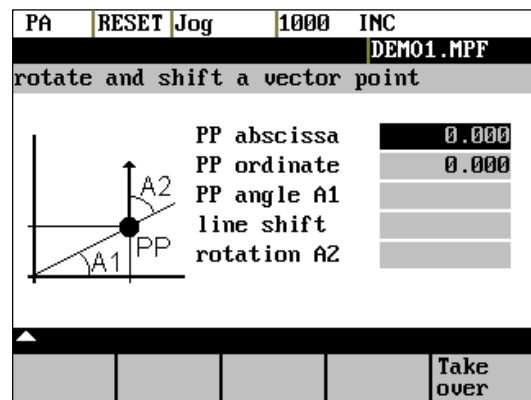 PA RESET Jog 1000 INC
DEMO1.MPF
rotate and shift a vector point
PP abscissa 0.000
PP ordinate 0.000
PP angle A1
line shift
rotation A2
A2
PP
A1
Take
over